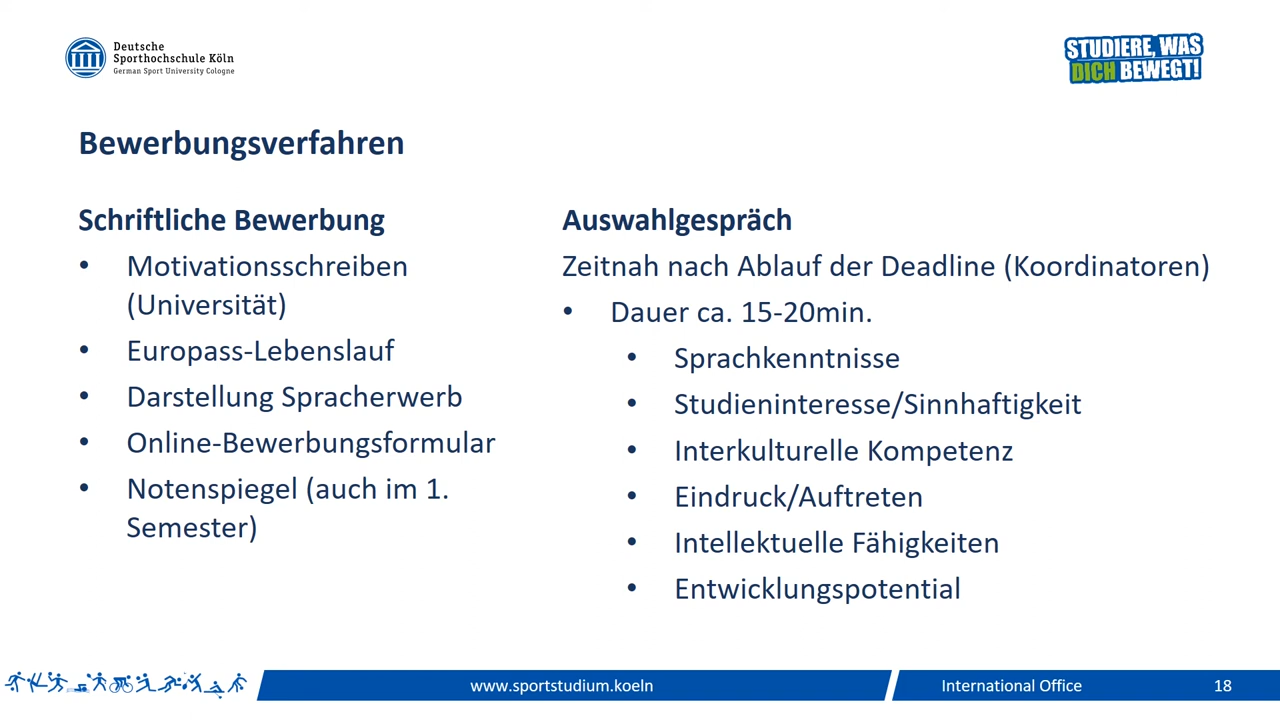 Deutsche
Sporthochschule Köln
German Sport University Cologne
STUDIERE, WAS
DICH BEWEGT!
Bewerbungsverfahren
Schriftliche Bewerbung
• Motivationsschreiben
(Universität)
• Europass-Lebenslauf
• Darstellung Spracherwerb
• Online-Bewerbungsformular
• Notenspiegel (auch im 1.
Semester)
Auswahlgespräch
Zeitnah nach Ablauf der Deadline (Koordinatoren)
• Dauer ca. 15-20min.
• Sprachkenntnisse
• Studieninteresse/Sinnhaftigkeit
• Interkulturelle Kompetenz
• Eindruck/Auftreten
• Intellektuelle Fähigkeiten
• Entwicklungspotential
www.sportstudium.koeln
International Office
18